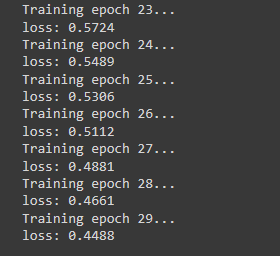 Training epoch 23...
loss: 0.5724
Training epoch 24...
loss: 0.5489
Training epoch 25...
loss: 0.5306
Training epoch 26...
loss: 0.5112
Training epoch 27...
loss: 0.4881
Training epoch 28...
loss: 0.4661
Training epoch 29...
loss: 0.4488